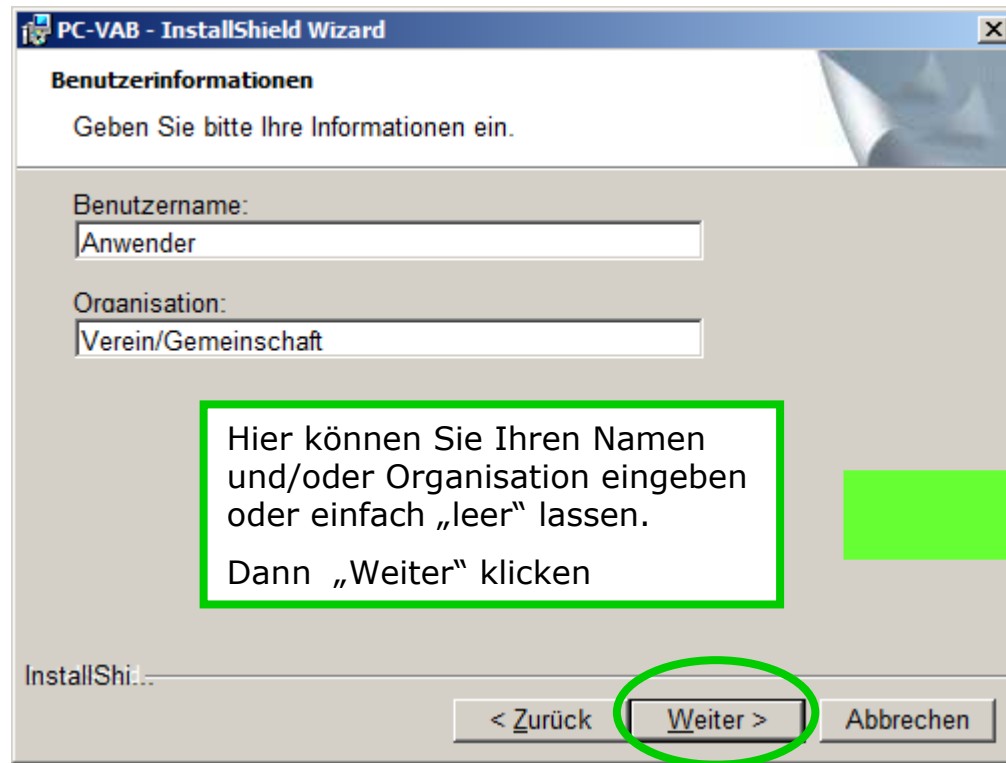 PC-VAB - InstallShield Wizard
Benutzerinformationen
Geben Sie bitte Ihre Informationen ein.
Benutzername:
Anwender
Organisation:
Verein/Gemeinschaft
Hier können Sie Ihren Namen
und/oder Organisation eingeben
oder einfach „leer“ lassen.
Dann „Weiter“ klicken
InstallShi...
< Zurück Weiter > Abbrechen